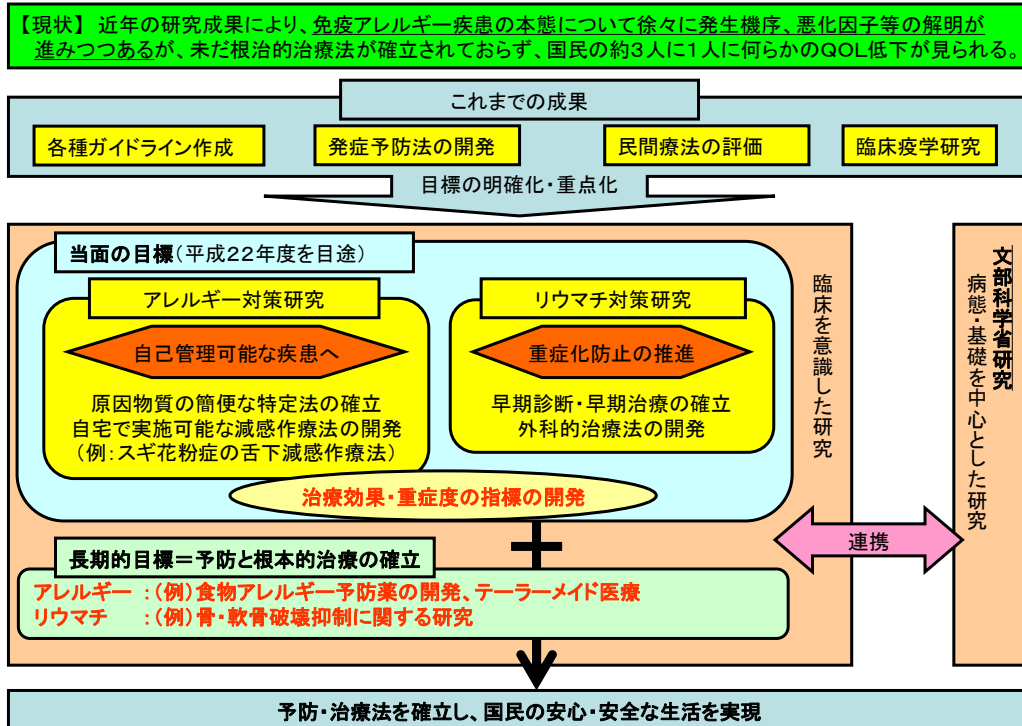 【現状】 近年の研究成果により、免疫アレルギー疾患の本態について徐々に発生機序、悪化因子等の解明が
進みつつあるが、未だ根治的治療法が確立されておらず、国民の約3人に1人に何らかのQOL低下が見られる。
これまでの成果
各種ガイドライン作成
発症予防法の開発
民間療法の評価
臨床疫学研究
目標の明確化・重点化
当面の目標(平成22年度を目途)
アレルギー対策研究
自己管理可能な疾患へ
原因物質の簡便な特定法の確立
自宅で実施可能な減感作療法の開発
(例:スギ花粉症の舌下減感作療法)
リウマチ対策研究
重症化防止の推進
早期診断・早期治療の確立
外科的治療法の開発
治療効果・重症度の指標の開発
臨床を意識した研究
文部科学省研究
病態・基礎を中心とした研究
連携
長期的目標=予防と根本的治療の確立
アレルギー :(例)食物アレルギー予防薬の開発、テーラーメイド医療
リウマチ :(例)骨・軟骨破壊抑制に関する研究
予防・治療法を確立し、国民の安心・安全な生活を実現